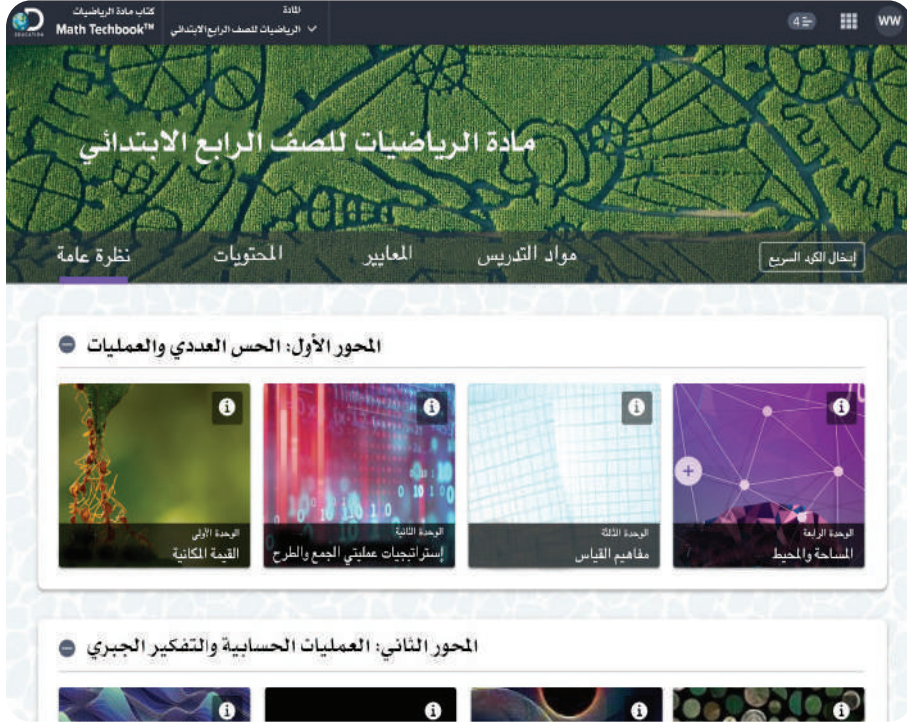 كتاب مادة الرياضيات
Math Techbook™
المادة
الرياضيات للصف الرابع الابتدائي
4
WW
EDUCATION
مادة الرياضيات للصف الرابع الابتدائي
نظرة عامة
المحتويات
المعايير
مواد التدريس
إدخال الكود السريع
المحور الأول: الحس العددي والعمليات
الوحدة الأولى
القيمة المكانية
الوحدة الثانية
إستراتيجيات عمليتي الجمع والطرح
الوحدة الثالثة
مفاهيم القياس
الوحدة الرابعة
المساحة والمحيط
المحور الثاني: العمليات الحسابية والتفكير الجبري